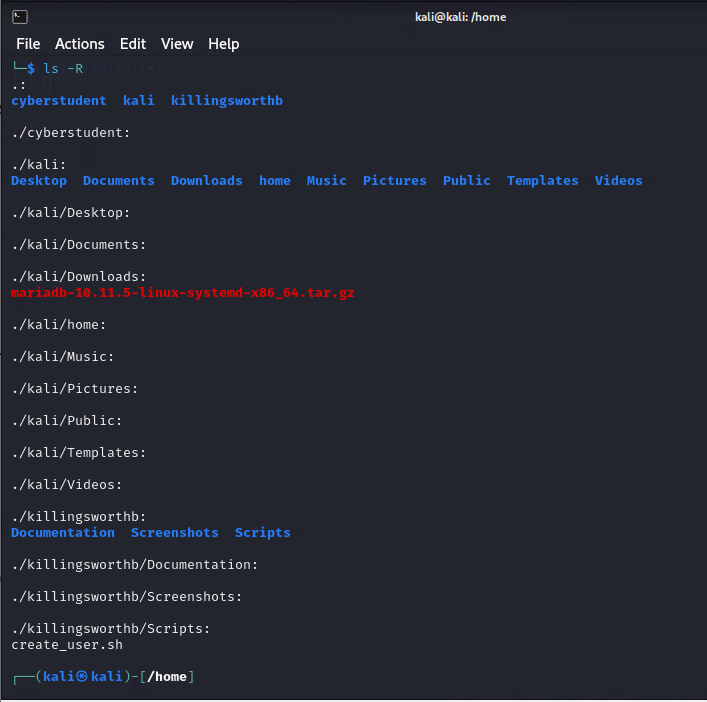 kali@kali: /home
File Actions Edit View Help
└─$ ls -R
.:
cyberstudent kali killingsworthb
./cyberstudent:
./kali:
Desktop Documents Downloads home Music Pictures Public Templates Videos
./kali/Desktop:
./kali/Documents:
./kali/Downloads:
mariadb-10.11.5-linux-systemd-x86_64.tar.gz
./kali/home:
./kali/Music:
./kali/Pictures:
./kali/Public:
./kali/Templates:
./kali/Videos:
./killingsworthb:
Documentation Screenshots Scripts
./killingsworthb/Documentation:
./killingsworthb/Screenshots:
./killingsworthb/Scripts:
create_user.sh
┌──(kali㉿kali)-[/home]